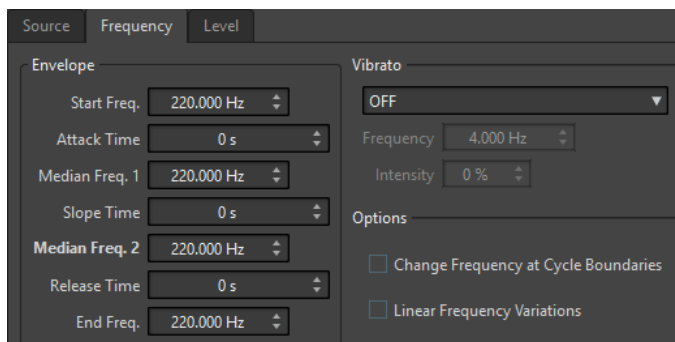 Source Frequency Level
Envelope
Start Freq. 220.000 Hz
Attack Time 0 s
Median Freq. 1 220.000 Hz
Slope Time 0 s
Median Freq. 2 220.000 Hz
Release Time 0 s
End Freq. 220.000 Hz
Vibrato
OFF
Frequency 4.000 Hz
Intensity 0 %
Options
Change Frequency at Cycle Boundaries
Linear Frequency Variations